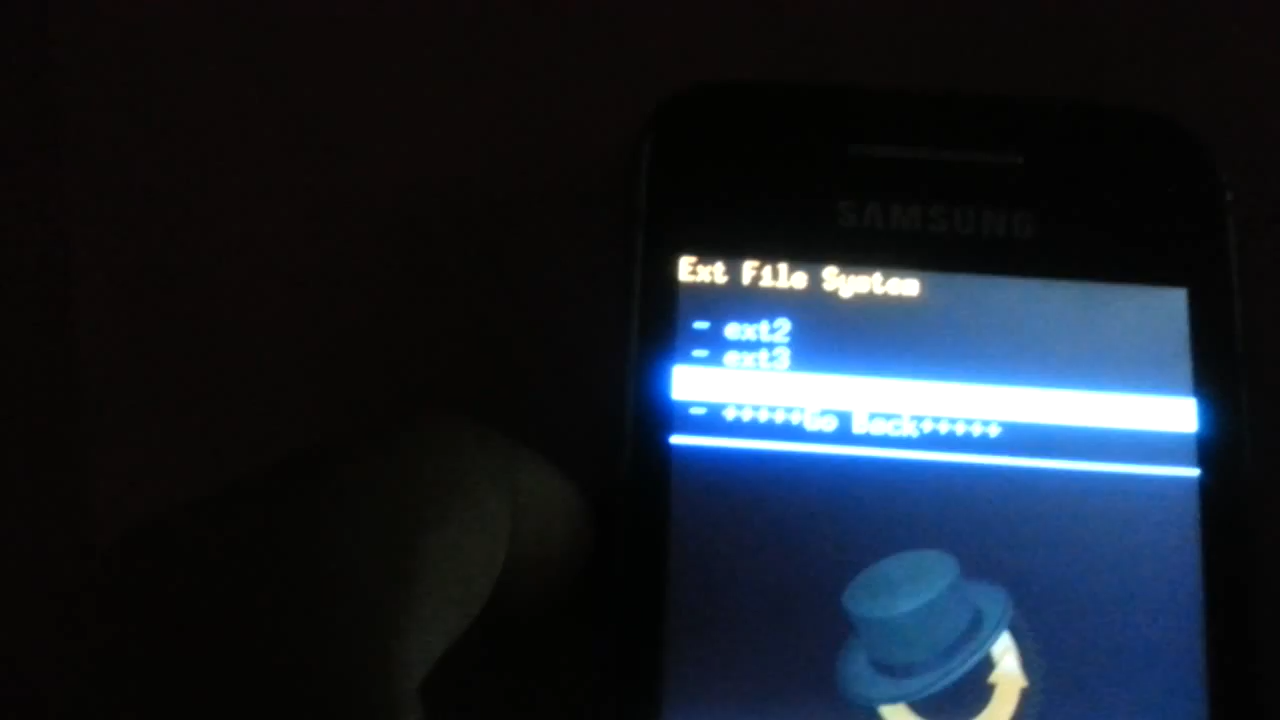 SAMSUNG
Ext File System
- ext2
- ext3
- +++++Go Back+++++